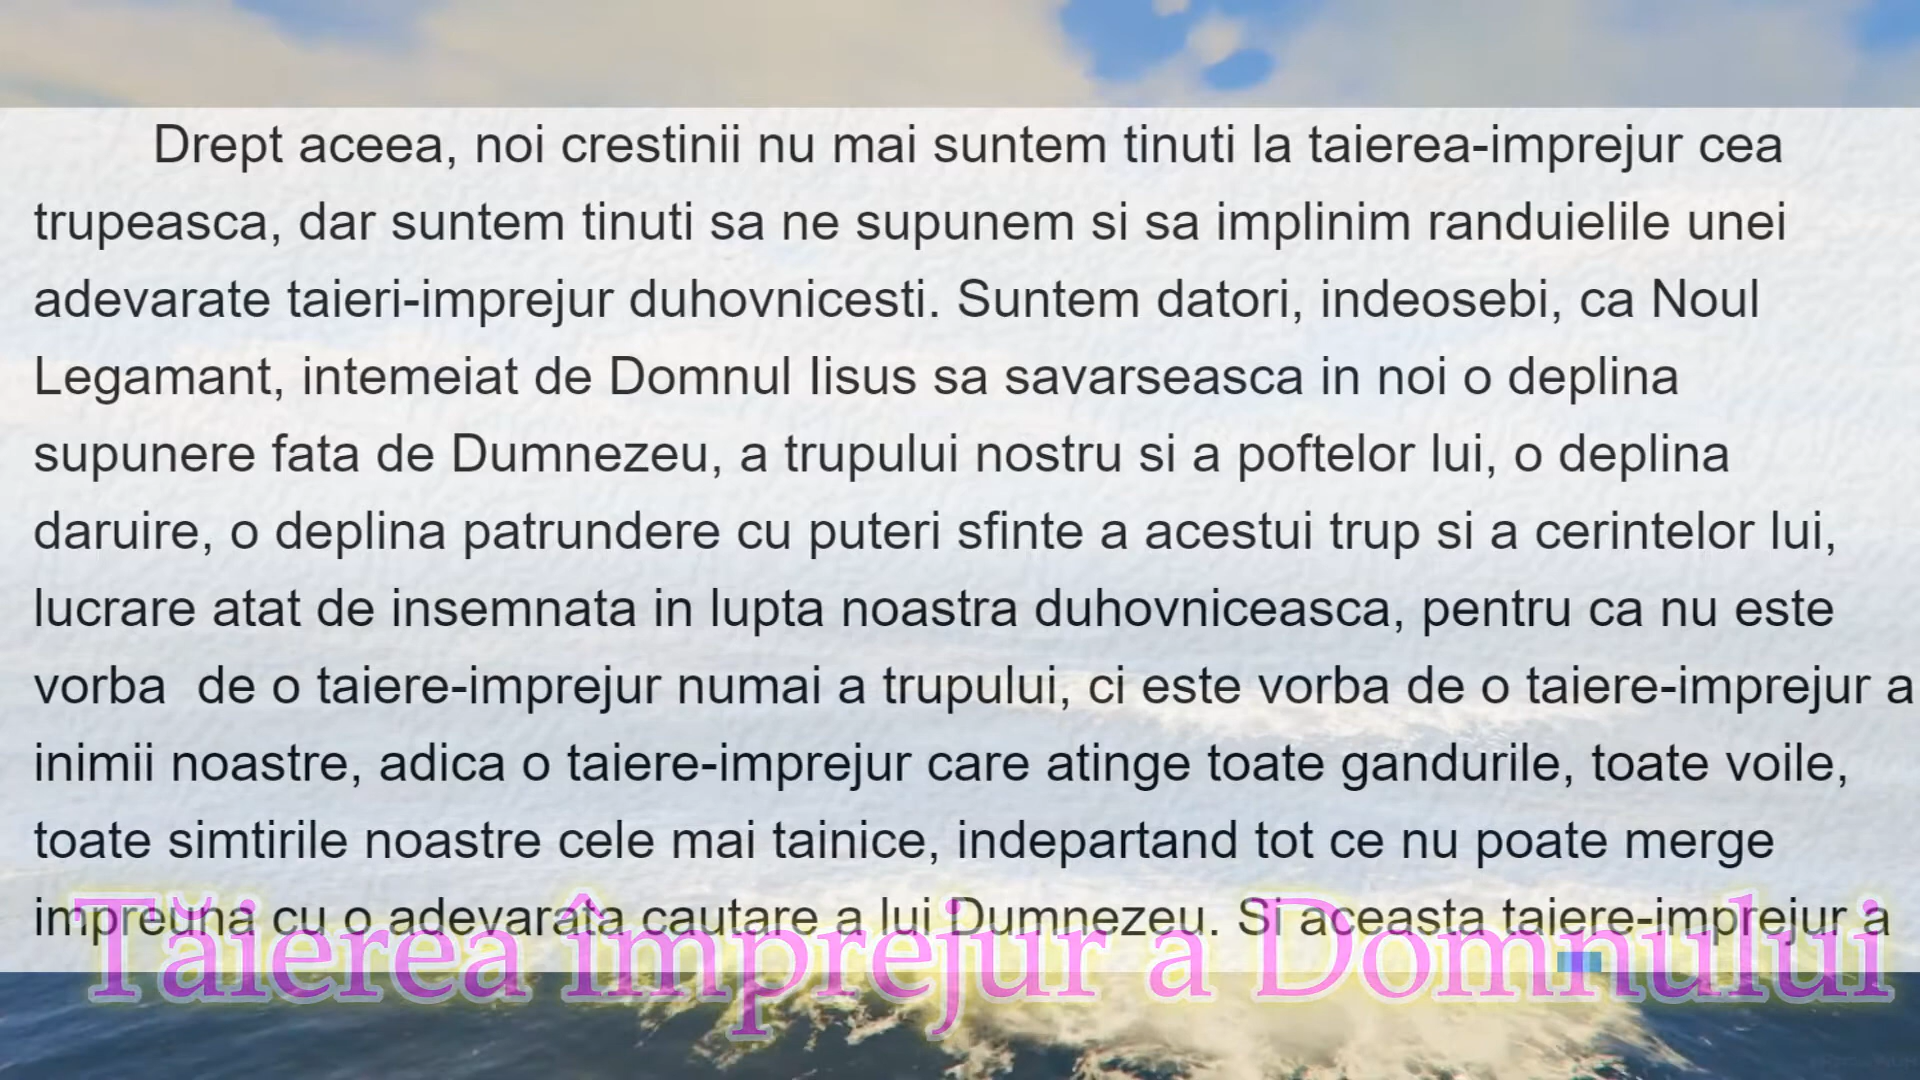 Drept aceea, noi crestinii nu mai suntem tinuti la taierea-imprejur cea
trupeasca, dar suntem tinuti sa ne supunem si sa implinim randuielile unei
adevarate taieri-imprejur duhovnicesti. Suntem datori, indeosebi, ca Noul
Legamant, intemeiat de Domnul Iisus sa savarseasca in noi o deplina
supunere fata de Dumnezeu, a trupului nostru si a poftelor lui, o deplina
daruire, o deplina patrundere cu puteri sfinte a acestui trup si a cerintelor lui,
lucrare atat de insemnata in lupta noastra duhovniceasca, pentru ca nu este
vorba  de o taiere-imprejur numai a trupului, ci este vorba de o taiere-imprejur a
inimii noastre, adica o taiere-imprejur care atinge toate gandurile, toate voile,
toate simtirile noastre cele mai tainice, indepartand tot ce nu poate merge
impreuna cu o adevarata cautare a lui Dumnezeu. Si aceasta taiere-imprejur a
Tăierea împrejur a Domnului